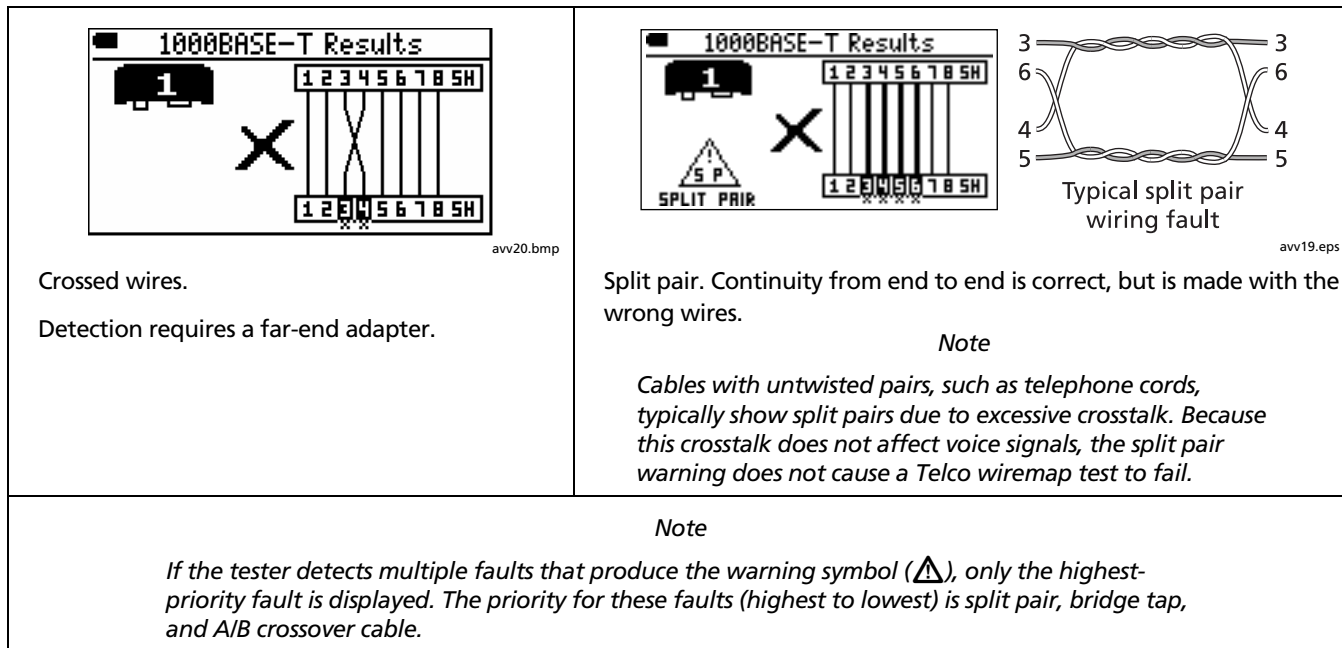 1000BASE-T Results
1
1 2 3 4 5 6 7 8 SH
1 2 3 4 5 6 7 8 SH
X X
avv20.bmp
Crossed wires.
Detection requires a far-end adapter.
1000BASE-T Results
1
1 2 3 4 5 6 7 8 SH
S P
SPLIT PAIR
1 2 3 4 5 6 7 8 SH
X X X X
3
6
4
5
3
6
4
5
Typical split pair
wiring fault
avv19.eps
Split pair. Continuity from end to end is correct, but is made with the
wrong wires.
Note
Cables with untwisted pairs, such as telephone cords,
typically show split pairs due to excessive crosstalk. Because
this crosstalk does not affect voice signals, the split pair
warning does not cause a Telco wiremap test to fail.
Note
If the tester detects multiple faults that produce the warning symbol (⚠), only the highest-
priority fault is displayed. The priority for these faults (highest to lowest) is split pair, bridge tap,
and A/B crossover cable.